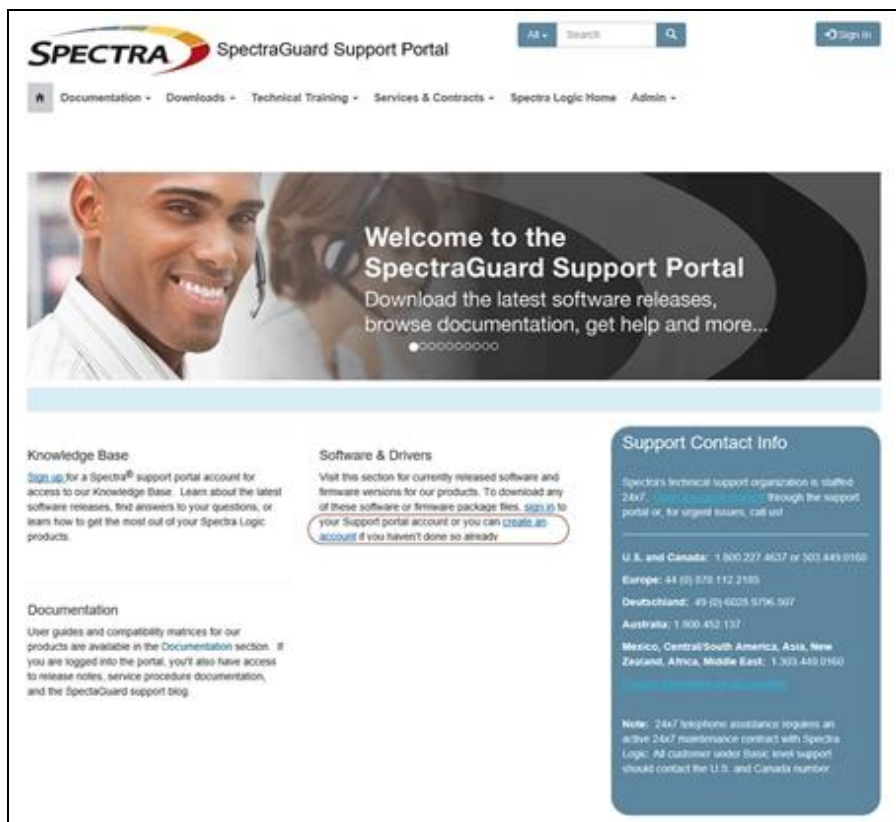 SPECTRA
SpectraGuard Support Portal
All
Search
Sign In
Documentation
Downloads
Technical Training
Services & Contracts
Spectra Logic Home
Admin
Welcome to the
SpectraGuard Support Portal
Download the latest software releases,
browse documentation, get help and more...
Knowledge Base
Sign up for a Spectra® support portal account for
access to our Knowledge Base. Learn about the latest
software releases, find answers to your questions, or
learn how to get the most out of your Spectra Logic
products.
Documentation
User guides and compatibility matrices for our
products are available in the Documentation section. If
you are logged into the portal, you'll also have access
to release notes, service procedure documentation,
and the SpectaGuard support blog.
Software & Drivers
Visit this section for currently released software and
firmware versions for our products. To download any
of these software or firmware package files, sign in to
your Support portal account or you can create an
account if you haven't done so already
Support Contact Info
Spectra's technical support organization is staffed
24x7. through the support
portal or, for urgent issues, call us!
U.S. and Canada: 1.800.227.4637 or 303.449.0160
Europe: 44 (0) 870.112.2185
Deutschland: 49 (0) 6028.9796.507
Australia: 1.800.452.137
Mexico, Central/South America, Asia, New
Zealand, Africa, Middle East: 1.303.449.0160
Note: 24x7 telephone assistance requires an
active 24x7 maintenance contract with Spectra
Logic. All customer under Basic level support
should contact the U.S. and Canada number.